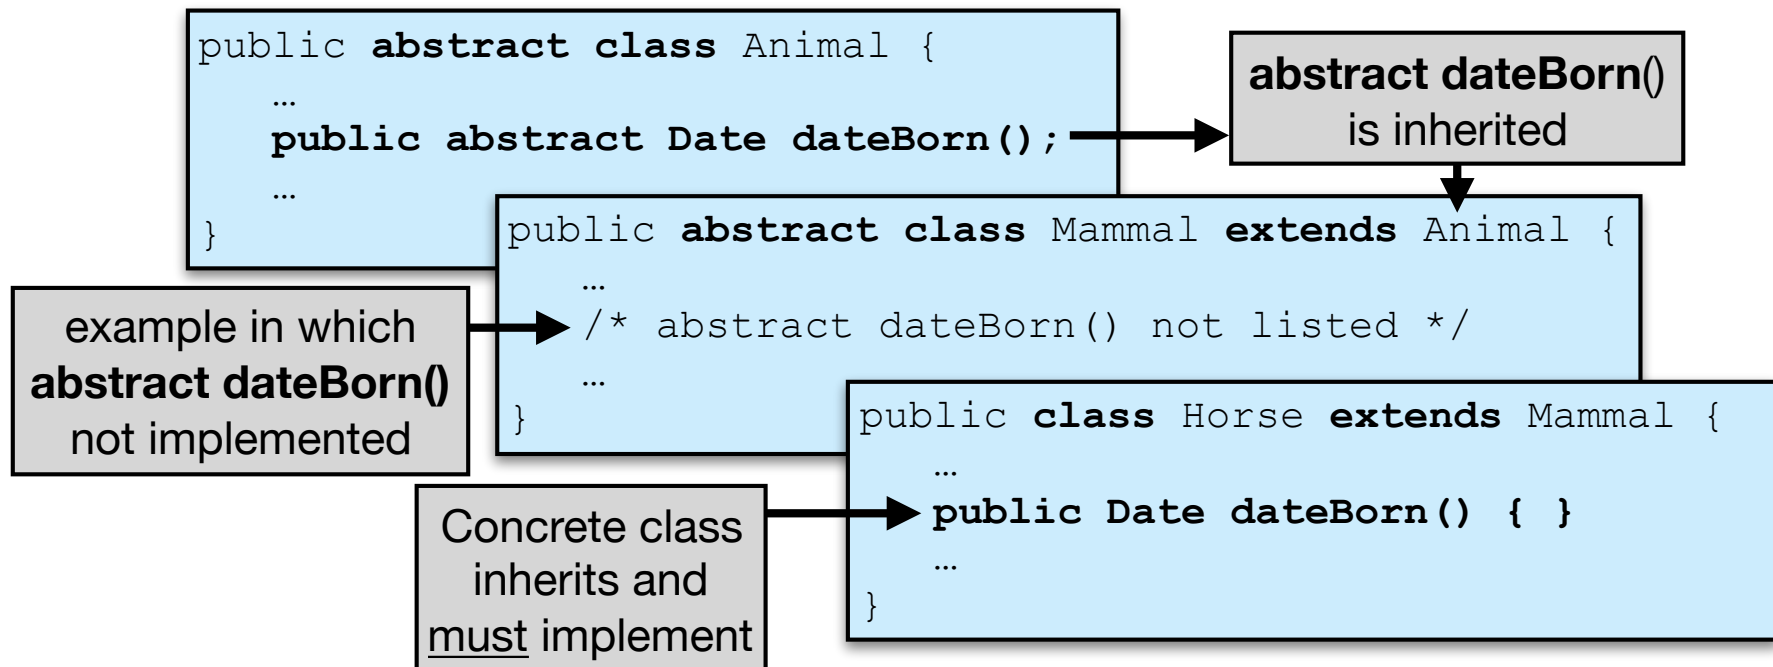 public abstract class Animal {
…
public abstract Date dateBorn();
…
}
abstract dateBorn()
is inherited
public abstract class Mammal extends Animal {
…
/* abstract dateBorn() not listed */
…
}
example in which
abstract dateBorn()
not implemented
public class Horse extends Mammal {
…
public Date dateBorn() { }
…
}
Concrete class
inherits and
must implement